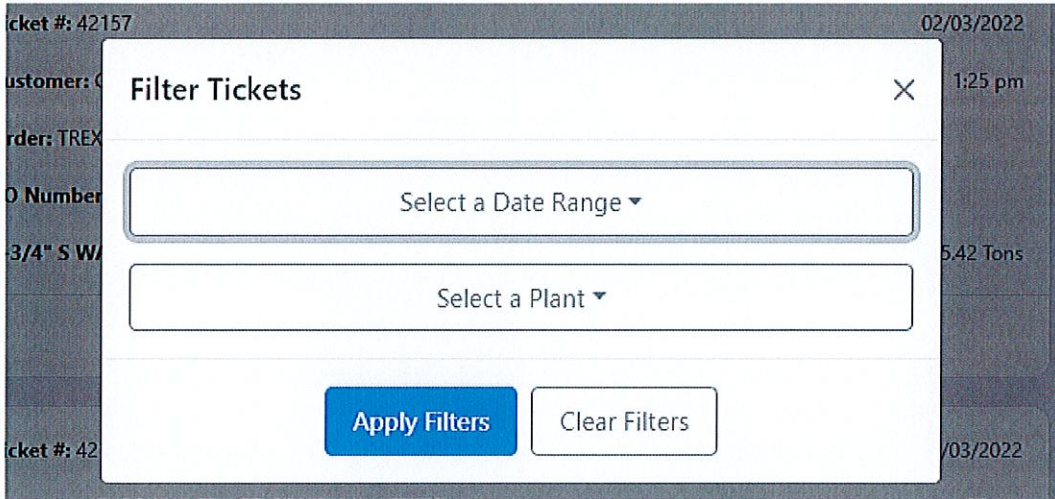 icket #: 42157 02/03/2022
ustomer: 1:25 pm
Filter Tickets
rder: TREX
Select a Date Range
O Number
-3/4" S 5.42 Tons
Select a Plant
Apply Filters Clear Filters
icket #: 42 /03/2022